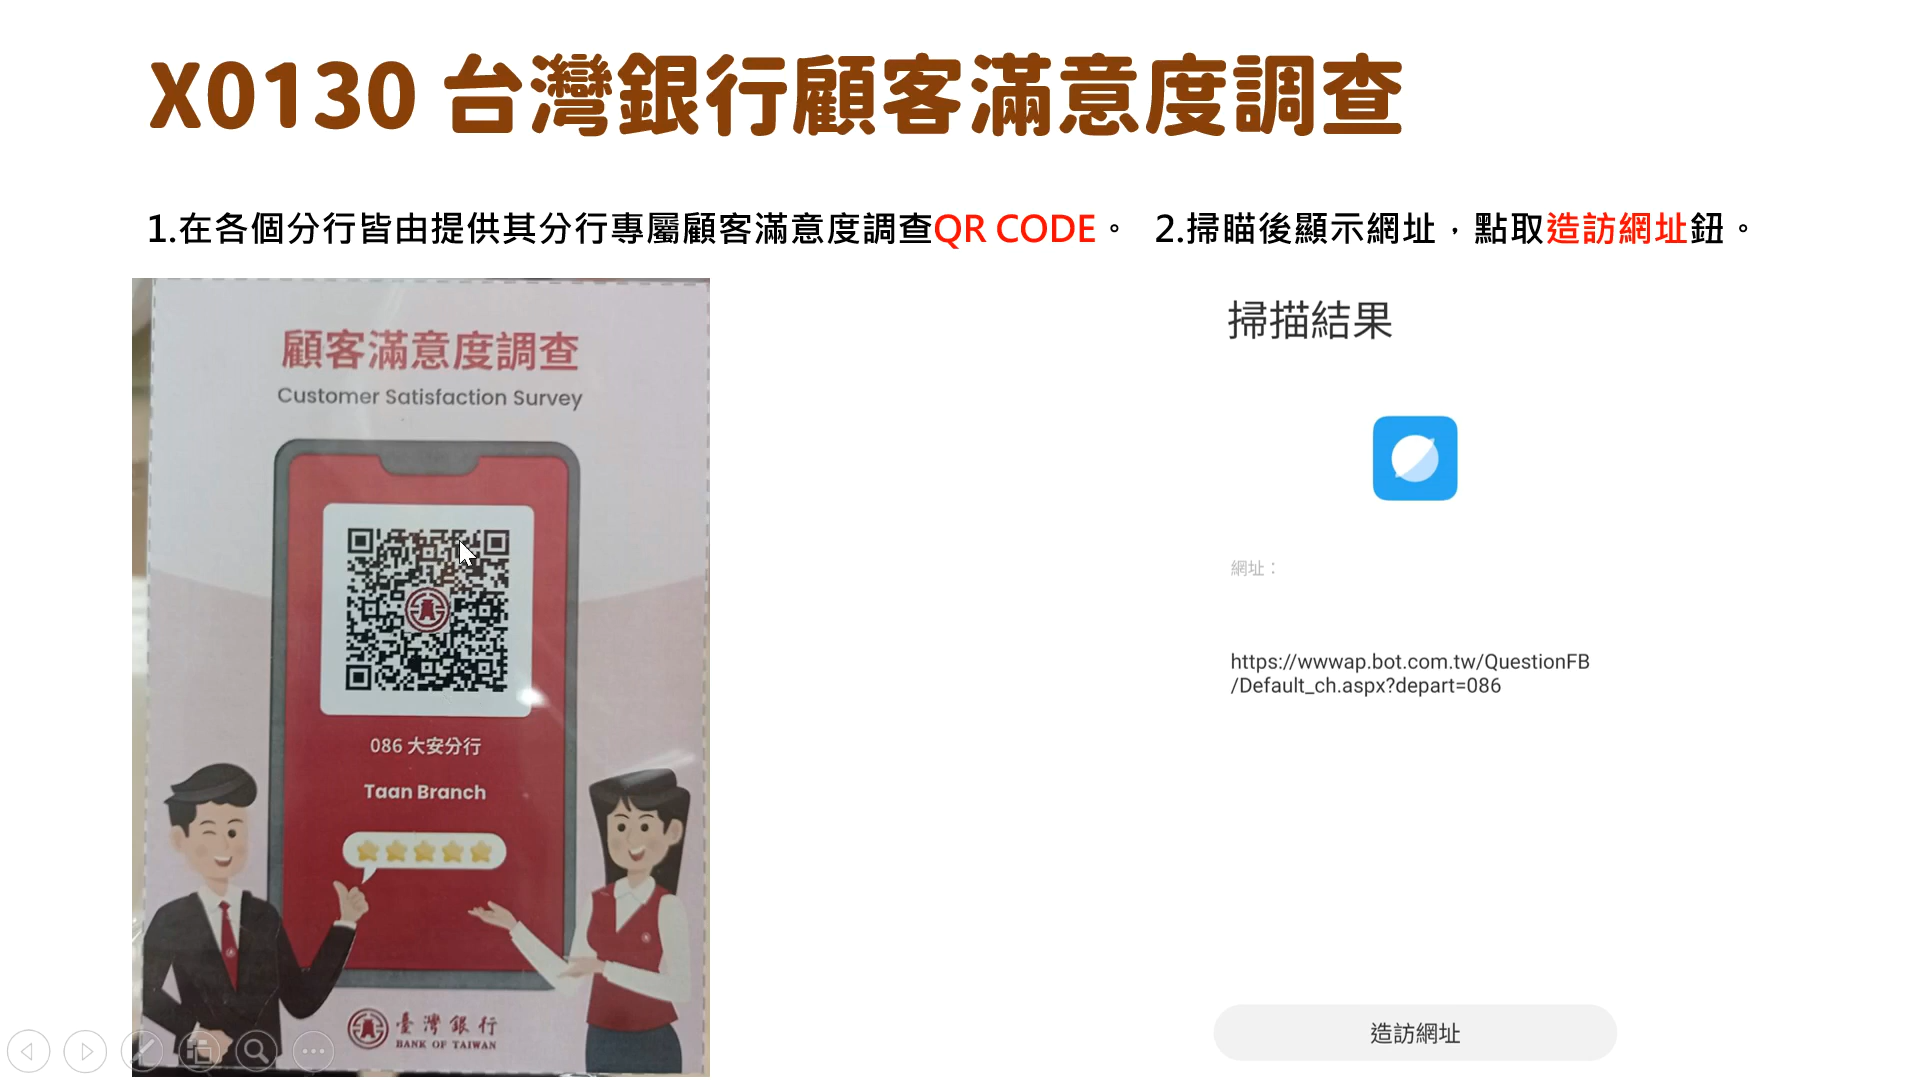 X0130 台灣銀行顧客滿意度調查
1.在各個分行皆由提供其分行專屬顧客滿意度調查QR CODE。
2.掃瞄後顯示網址，點取造訪網址鈕。
顧客滿意度調查
Customer Satisfaction Survey
086 大安分行
Taan Branch
臺灣銀行
BANK OF TAIWAN
掃描結果
網址：
https://wwwap.bot.com.tw/QuestionFB
/Default_ch.aspx?depart=086
造訪網址